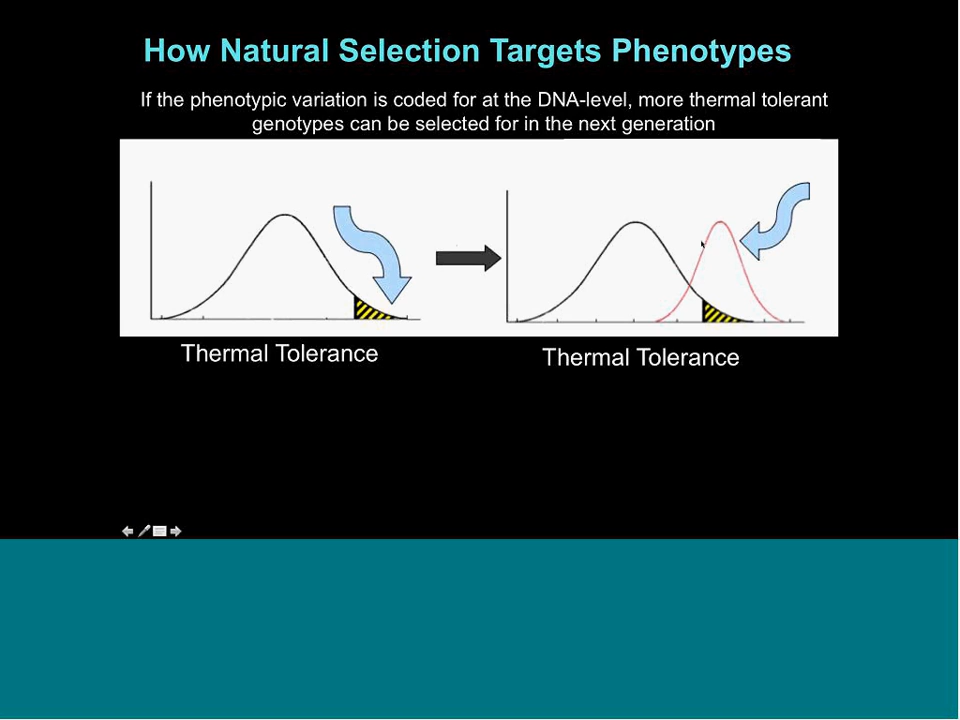 How Natural Selection Targets Phenotypes
If the phenotypic variation is coded for at the DNA-level, more thermal tolerant
genotypes can be selected for in the next generation
Thermal Tolerance
Thermal Tolerance